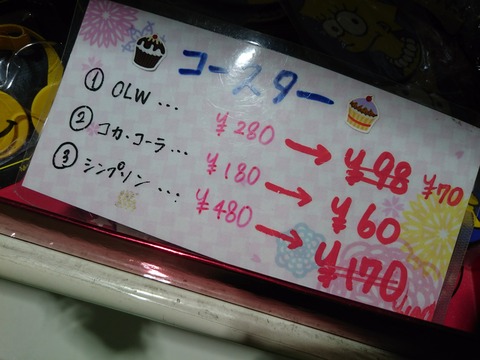 コースター
① OLW... ¥280 → ¥98 ¥70
② コカ・コーラ... ¥180 → ¥60
③ シンプソン.... ¥480 → ¥170